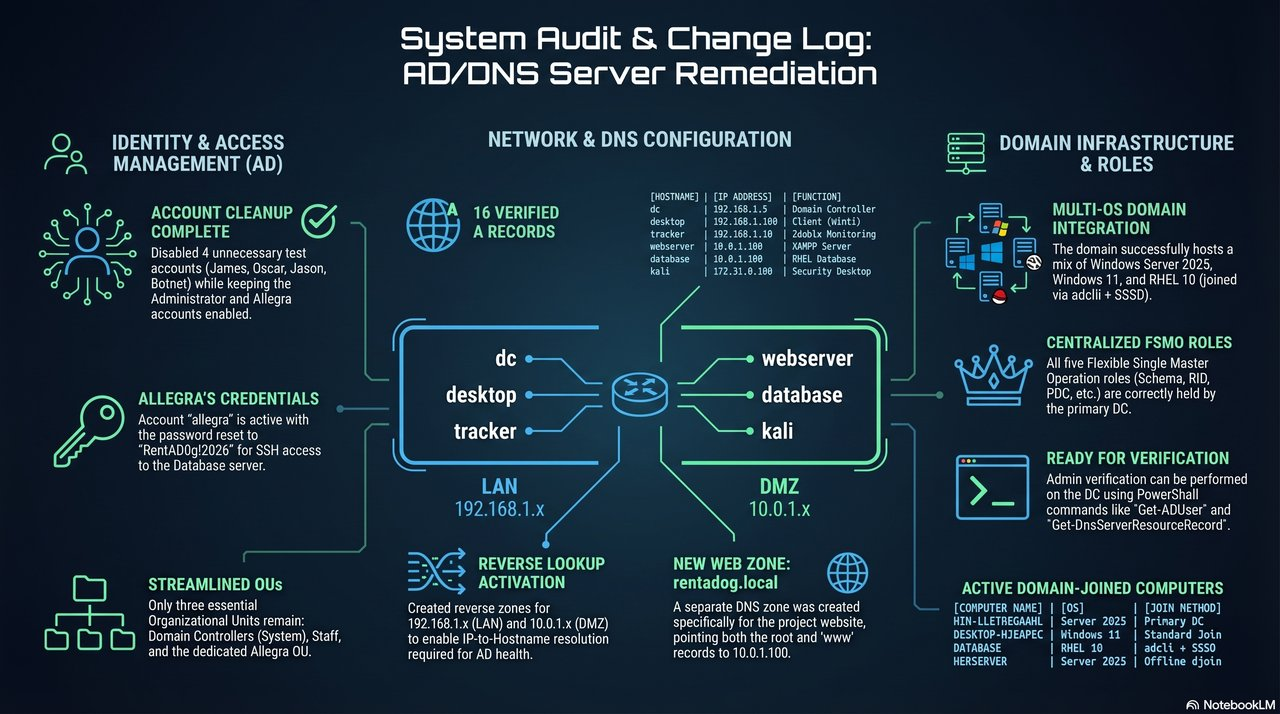 System Audit & Change Log:
AD/DNS Server Remediation
IDENTITY & ACCESS
MANAGEMENT (AD)
ACCOUNT CLEANUP
COMPLETE
Disabled 4 unnecessary test
accounts (James, Oscar, Jason,
Botnet) while keeping the
Administrator and Allegra
accounts enabled.
ALLEGRA'S CREDENTIALS
Account "allegra" is active with
the password reset to
"RentAD0g!2026" for SSH access
to the Database server.
STREAMLINED OUs
Only three essential
Organizational Units remain:
Domain Controllers (System), Staff,
and the dedicated Allegra OU.
NETWORK & DNS CONFIGURATION
A
16 VERIFIED
A RECORDS
[HOSTNAME] | [IP ADDRESS] | [FUNCTION]
dc | 192.168.1.5 | Domain Controller
desktop | 192.168.1.100 | Client (Winti)
tracker | 192.168.1.10 | 2doblx Monitoring
webserver | 10.0.1.100 | XAMPP Server
database | 10.0.1.100 | RHEL Database
kali | 172.31.0.100 | Security Desktop
dc
desktop
tracker
webserver
database
kali
LAN
192.168.1.x
DMZ
10.0.1.x
REVERSE LOOKUP
ACTIVATION
Created reverse zones for
192.168.1.x (LAN) and 10.0.1.x (DMZ)
to enable IP-to-Hostname resolution
required for AD health.
NEW WEB ZONE:
rentadog.local
A separate DNS zone was created
specifically for the project website,
pointing both the root and 'www'
records to 10.0.1.100.
DOMAIN INFRASTRUCTURE
& ROLES
MULTI-OS DOMAIN
INTEGRATION
The domain successfully hosts a
mix of Windows Server 2025,
Windows 11, and RHEL 10 (joined
via adcli + SSSD).
CENTRALIZED FSMO ROLES
All five Flexible Single Master
Operation roles (Schema, RID,
PDC, etc.) are correctly held by
the primary DC.
READY FOR VERIFICATION
Admin verification can be performed
on the DC using PowerShall
commands like "Get-ADUser" and
"Get-DnsServerResourceRecord".
ACTIVE DOMAIN-JOINED COMPUTERS
[COMPUTER NAME] | [OS] | [JOIN NETHOD]
HIN-LLETREGAAHL | Server 2025 | Primary DC
DESKTOP-HJEAPEC | Windows 11 | Standard Join
DATABASE | RHEL 10 | adcli + SSSO
HERSERVER | Server 2025 | Offline djoin
NotebookLM